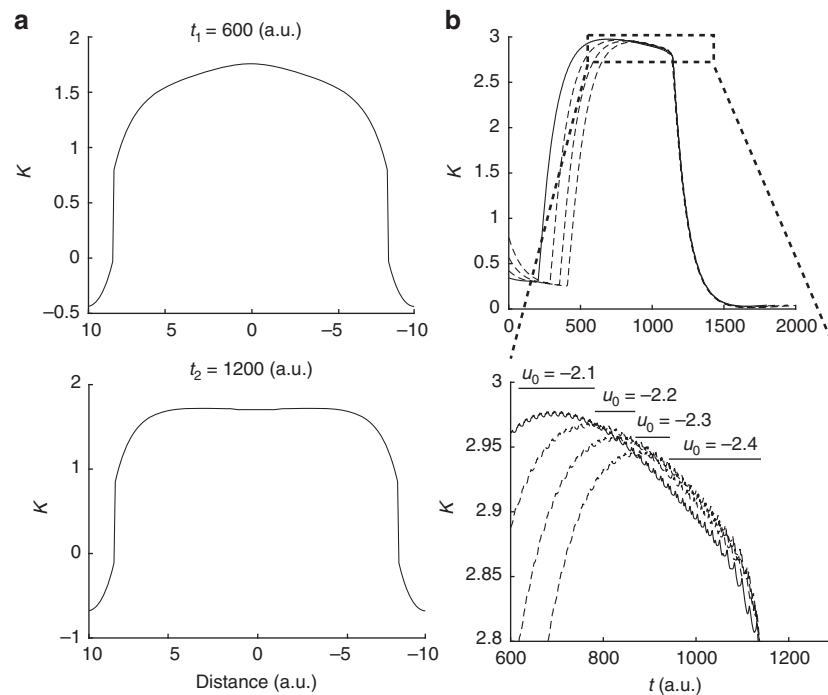 a
t₁ = 600 (a.u.)
2
1.5
1
0.5
0
−0.5
K
10
5
0
−5
−10
t₂ = 1200 (a.u.)
2
1
0
−1
K
10
5
0
−5
−10
Distance (a.u.)
b
3
2.5
2
1.5
1
0.5
0
K
0
500
1000
1500
2000
u₀ = −2.1
u₀ = −2.2
u₀ = −2.3
u₀ = −2.4
3
2.95
2.9
2.85
2.8
K
600
800
1000
1200
t (a.u.)